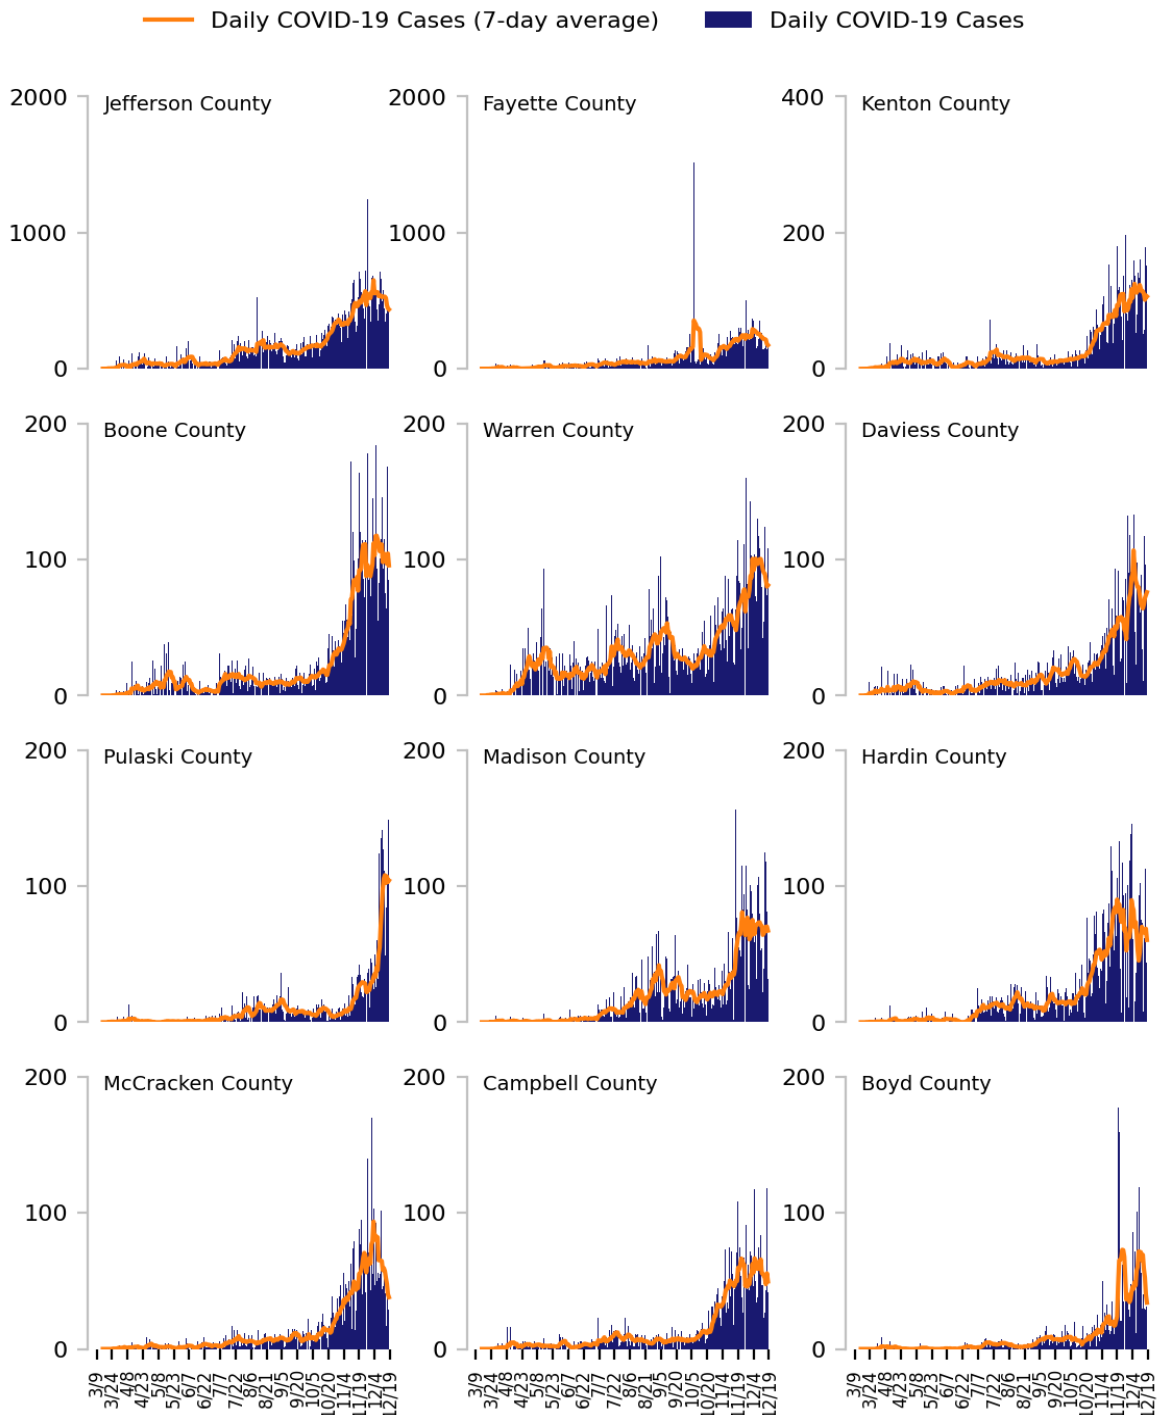 Daily COVID-19 Cases (7-day average) Daily COVID-19 Cases
2000 Jefferson County 2000 Fayette County 400 Kenton County
1000 1000 200
0 0 0
200 Boone County 200 Warren County 200 Daviess County
100 100 100
0 0 0
200 Pulaski County 200 Madison County 200 Hardin County
100 100 100
0 0 0
200 McCracken County 200 Campbell County 200 Boyd County
100 100 100
0 0 0
3/9 3/24 4/8 4/23 5/8 5/23 6/7 6/22 7/7 7/22 8/6 8/21 9/5 9/20 10/5 10/20 11/4 11/19 12/4 12/19 3/9 3/24 4/8 4/23 5/8 5/23 6/7 6/22 7/7 7/22 8/6 8/21 9/5 9/20 10/5 10/20 11/4 11/19 12/4 12/19 3/9 3/24 4/8 4/23 5/8 5/23 6/7 6/22 7/7 7/22 8/6 8/21 9/5 9/20 10/5 10/20 11/4 11/19 12/4 12/19